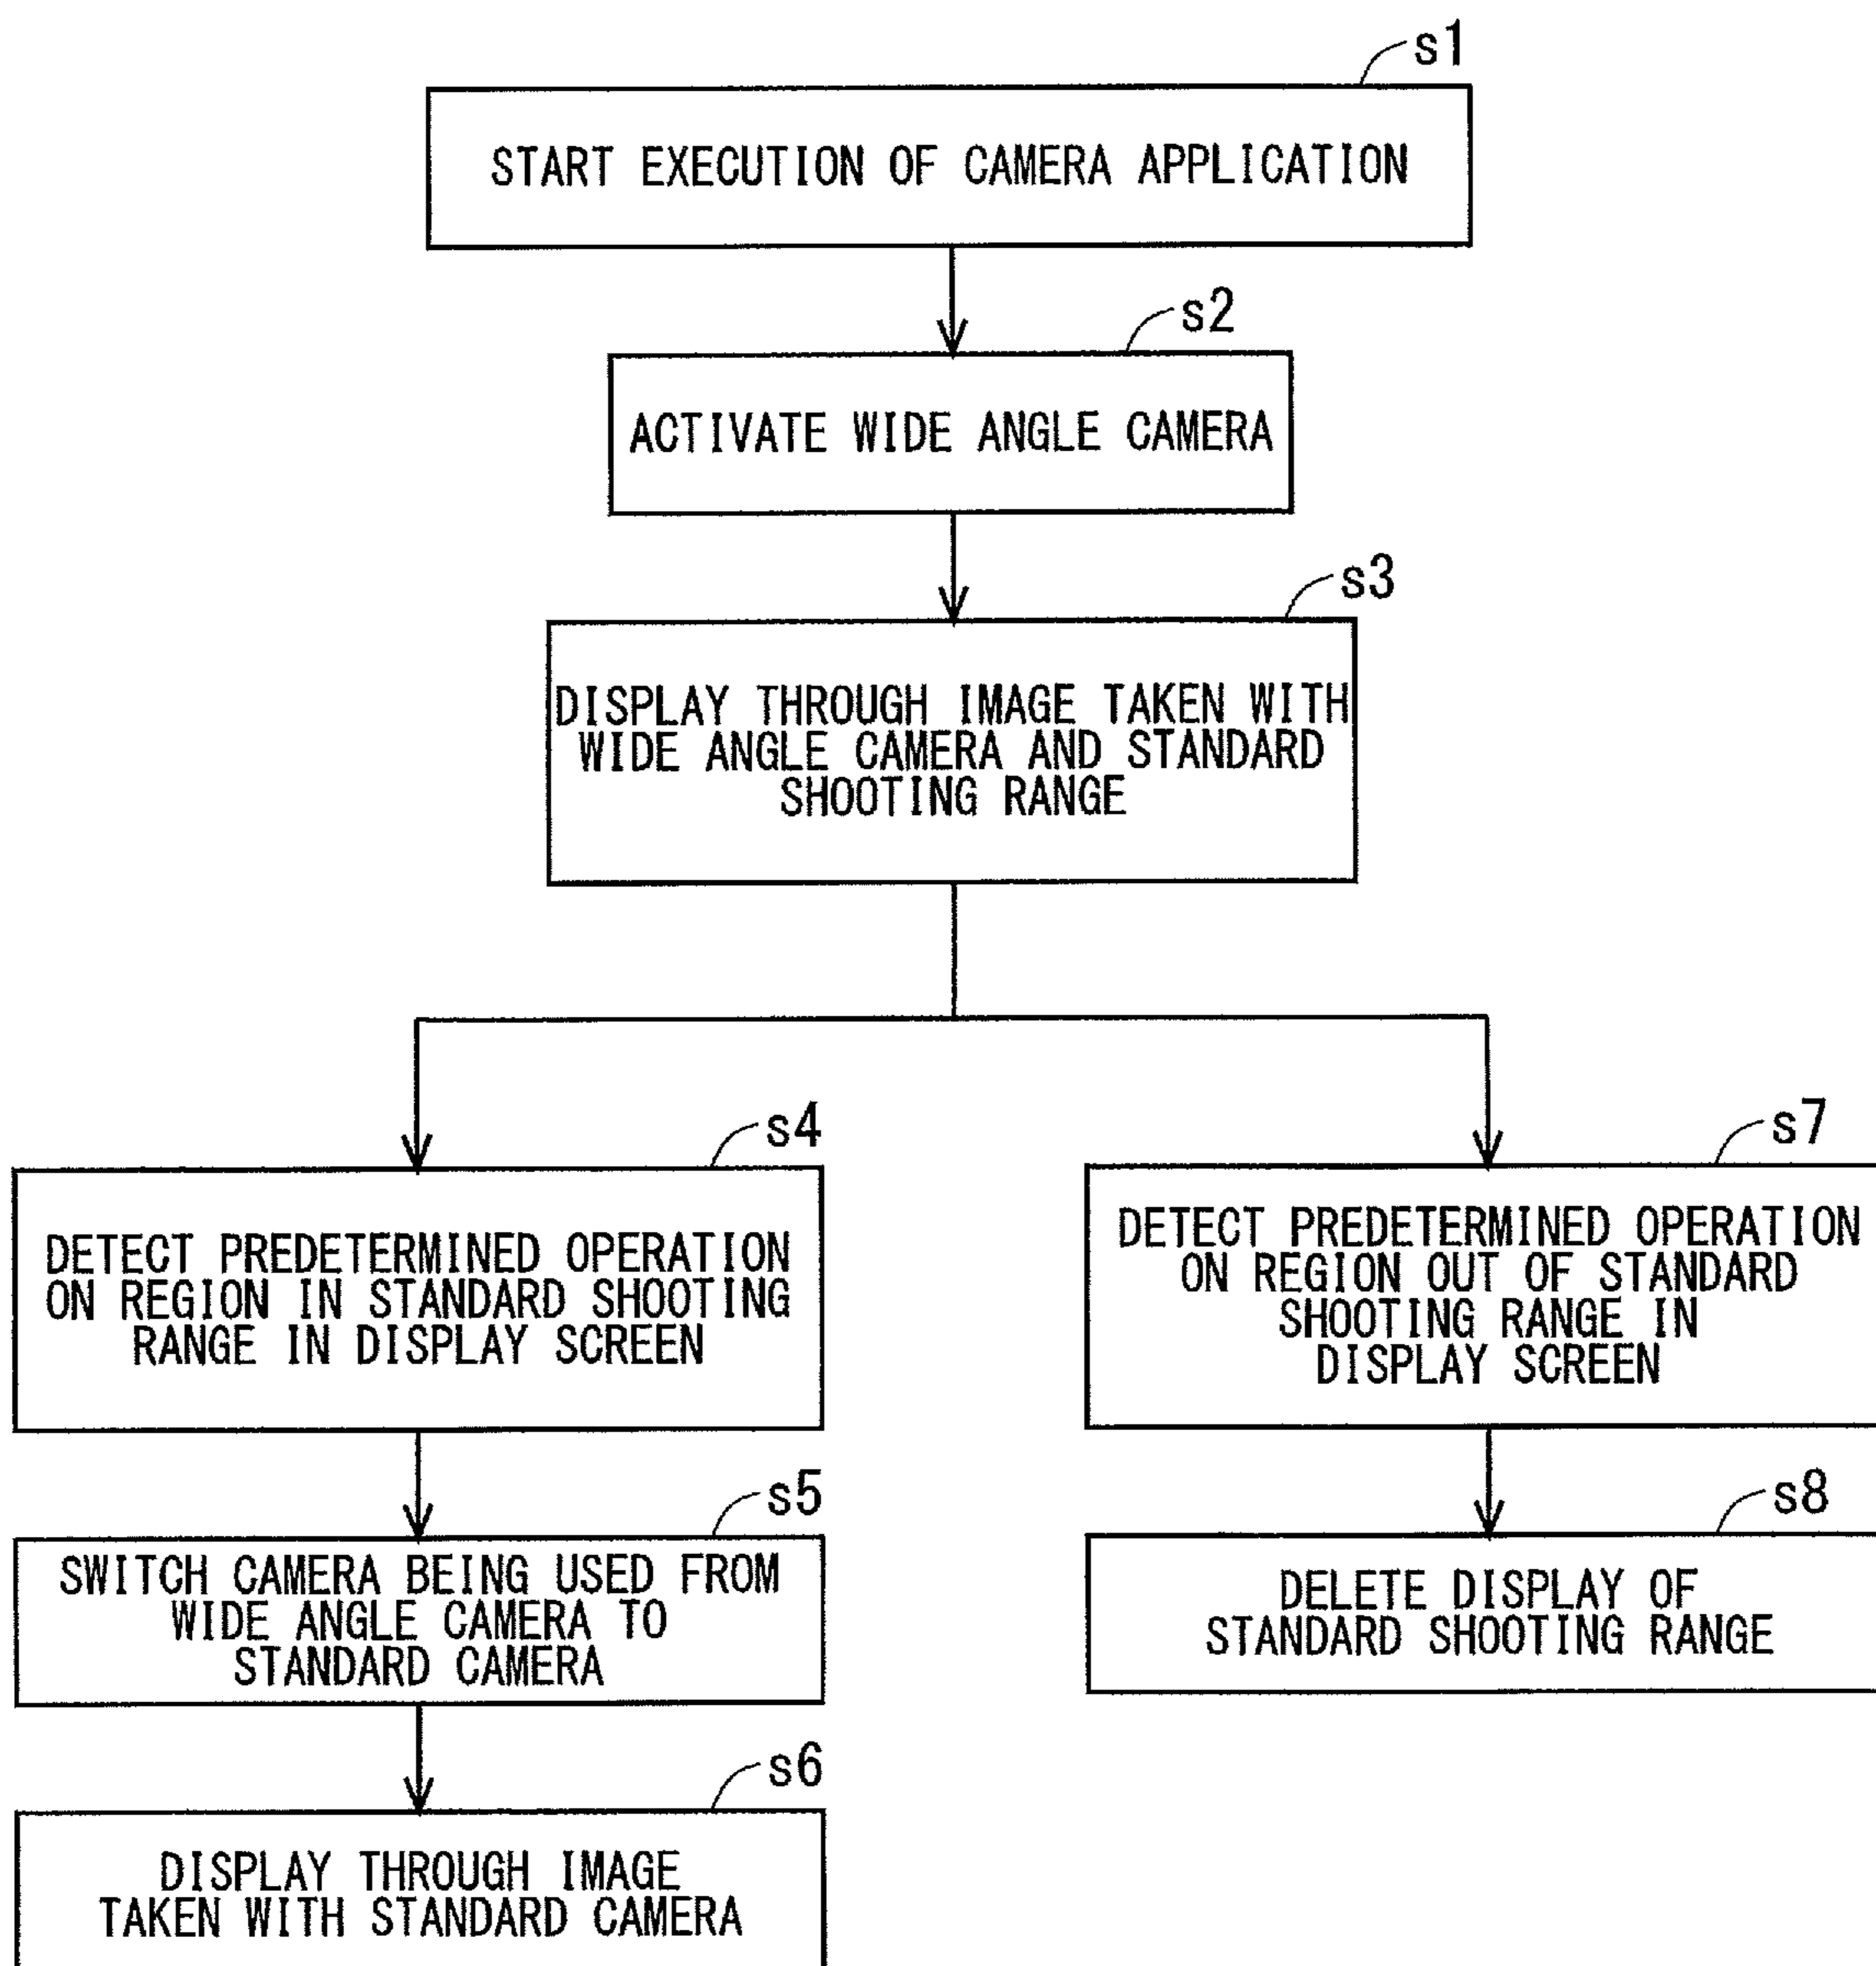 s1
START EXECUTION OF CAMERA APPLICATION
s2
ACTIVATE WIDE ANGLE CAMERA
s3
DISPLAY THROUGH IMAGE TAKEN WITH
WIDE ANGLE CAMERA AND STANDARD
SHOOTING RANGE
s4
DETECT PREDETERMINED OPERATION
ON REGION IN STANDARD SHOOTING
RANGE IN DISPLAY SCREEN
s5
SWITCH CAMERA BEING USED FROM
WIDE ANGLE CAMERA TO
STANDARD CAMERA
s6
DISPLAY THROUGH IMAGE
TAKEN WITH STANDARD CAMERA
s7
DETECT PREDETERMINED OPERATION
ON REGION OUT OF STANDARD
SHOOTING RANGE IN
DISPLAY SCREEN
s8
DELETE DISPLAY OF
STANDARD SHOOTING RANGE